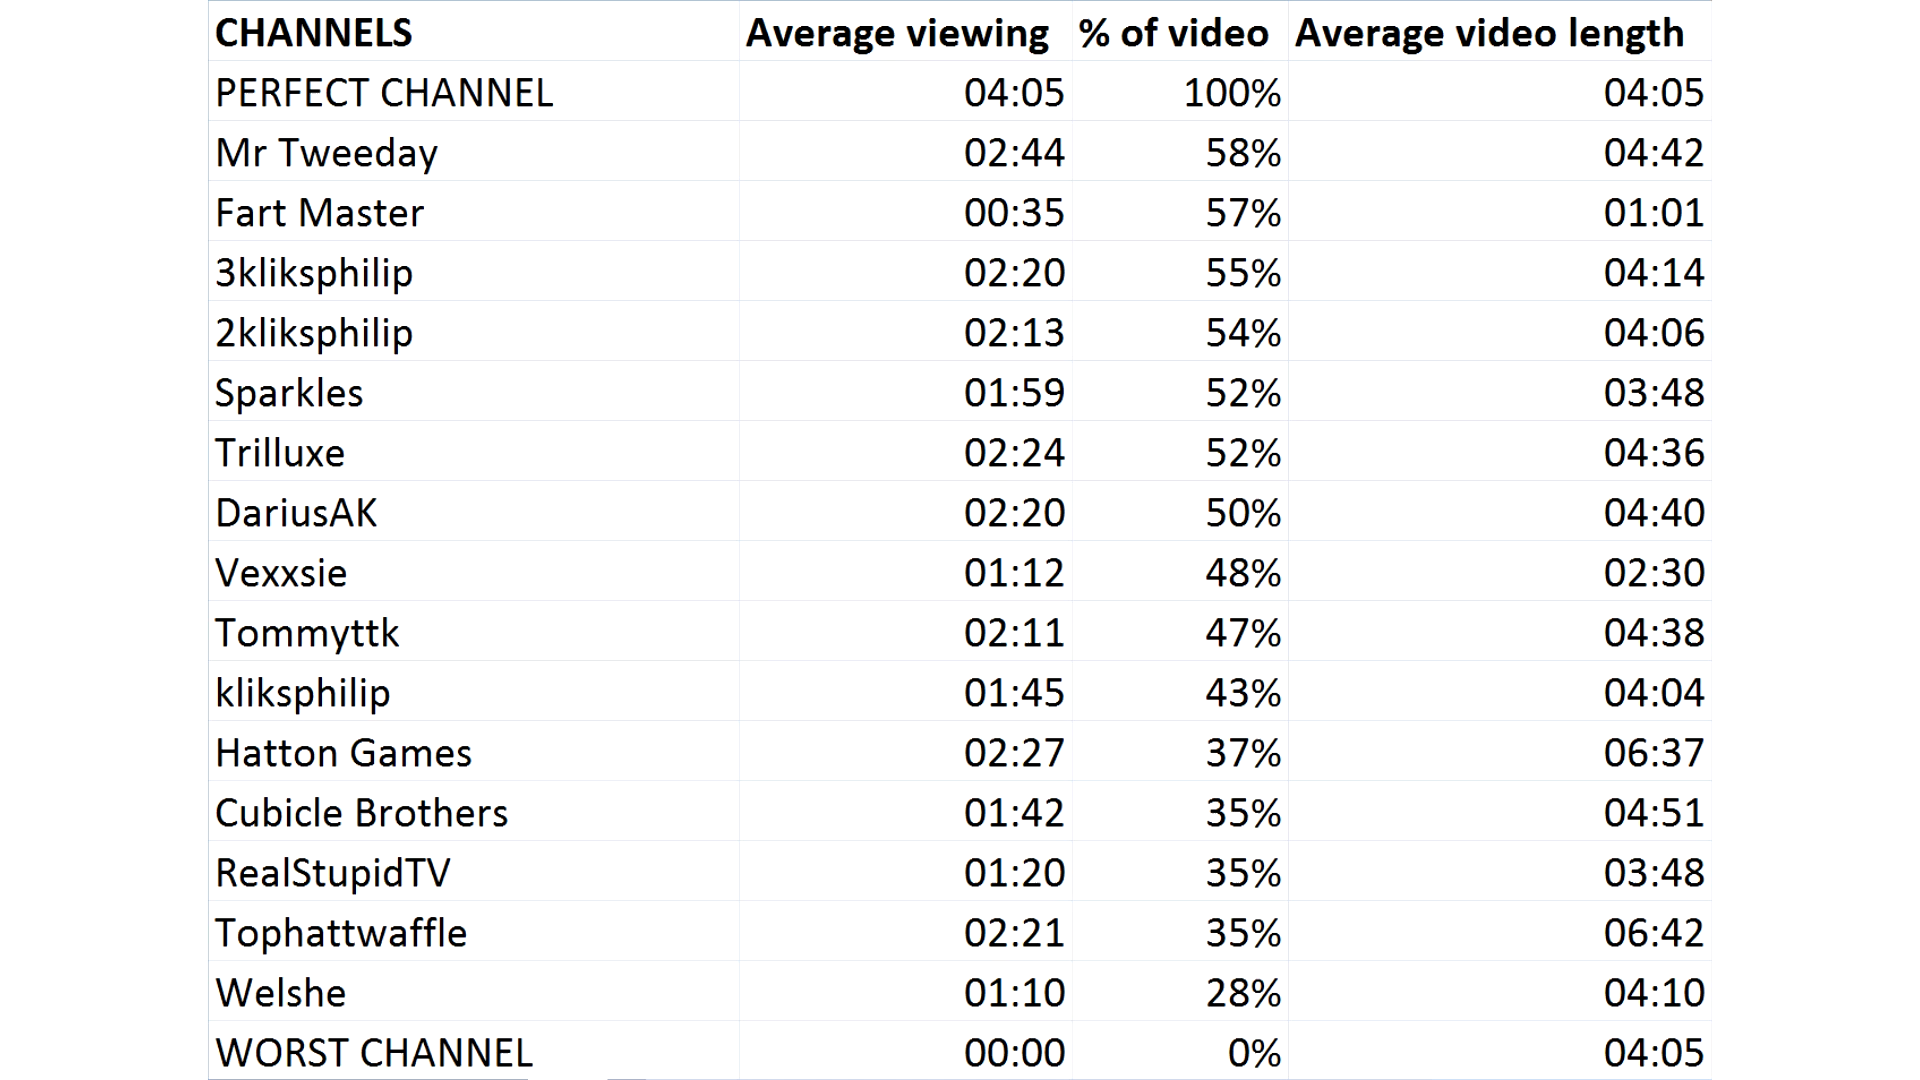 CHANNELS Average viewing % of video Average video length
PERFECT CHANNEL 04:05 100% 04:05
Mr Tweeday 02:44 58% 04:42
Fart Master 00:35 57% 01:01
3kliksphilip 02:20 55% 04:14
2kliksphilip 02:13 54% 04:06
Sparkles 01:59 52% 03:48
Trilluxe 02:24 52% 04:36
DariusAK 02:20 50% 04:40
Vexxsie 01:12 48% 02:30
Tommyttk 02:11 47% 04:38
kliksphilip 01:45 43% 04:04
Hatton Games 02:27 37% 06:37
Cubicle Brothers 01:42 35% 04:51
RealStupidTV 01:20 35% 03:48
Tophattwaffle 02:21 35% 06:42
Welshe 01:10 28% 04:10
WORST CHANNEL 00:00 0% 04:05